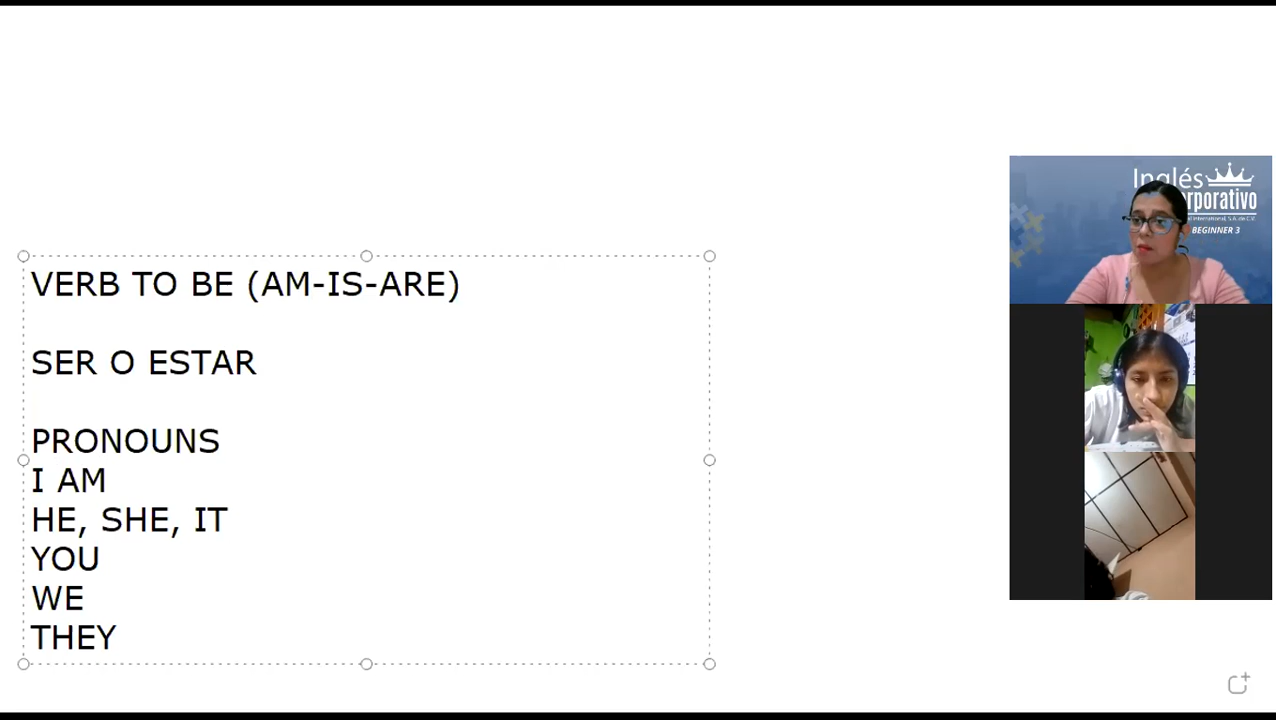 VERB TO BE (AM-IS-ARE)
SER O ESTAR
PRONOUNS
I AM
HE, SHE, IT
YOU
WE
THEY
Inglés
BEGINNER 3